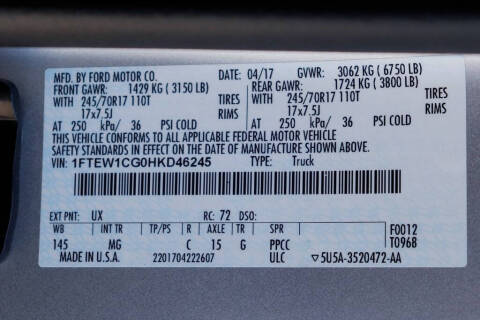 MFD. BY FORD MOTOR CO. DATE: 04/17 GVWR: 3062 KG ( 6750 LB)
FRONT GAWR: 1429 KG ( 3150 LB) REAR GAWR: 1724 KG ( 3800 LB)
WITH 245/70R17 110T TIRES WITH 245/70R17 110T TIRES
17x7.5J RIMS 17x7.5J RIMS
AT 250 kPa/ 36 PSI COLD AT 250 kPa/ 36 PSI COLD
THIS VEHICLE CONFORMS TO ALL APPLICABLE FEDERAL MOTOR VEHICLE
SAFETY STANDARDS IN EFFECT ON THE DATE OF MANUFACTURE SHOWN ABOVE.
VIN: 1FTEW1CG0HKD46245 TYPE: Truck
EXT PNT: UX RC: 72 DSO:
WB INT TR TP/PS R AXLE TR SPR F0012
145 MG C 15 G PPCC T0968
MADE IN U.S.A. 2201704222607 ULC ▽5U5A-3520472-AA